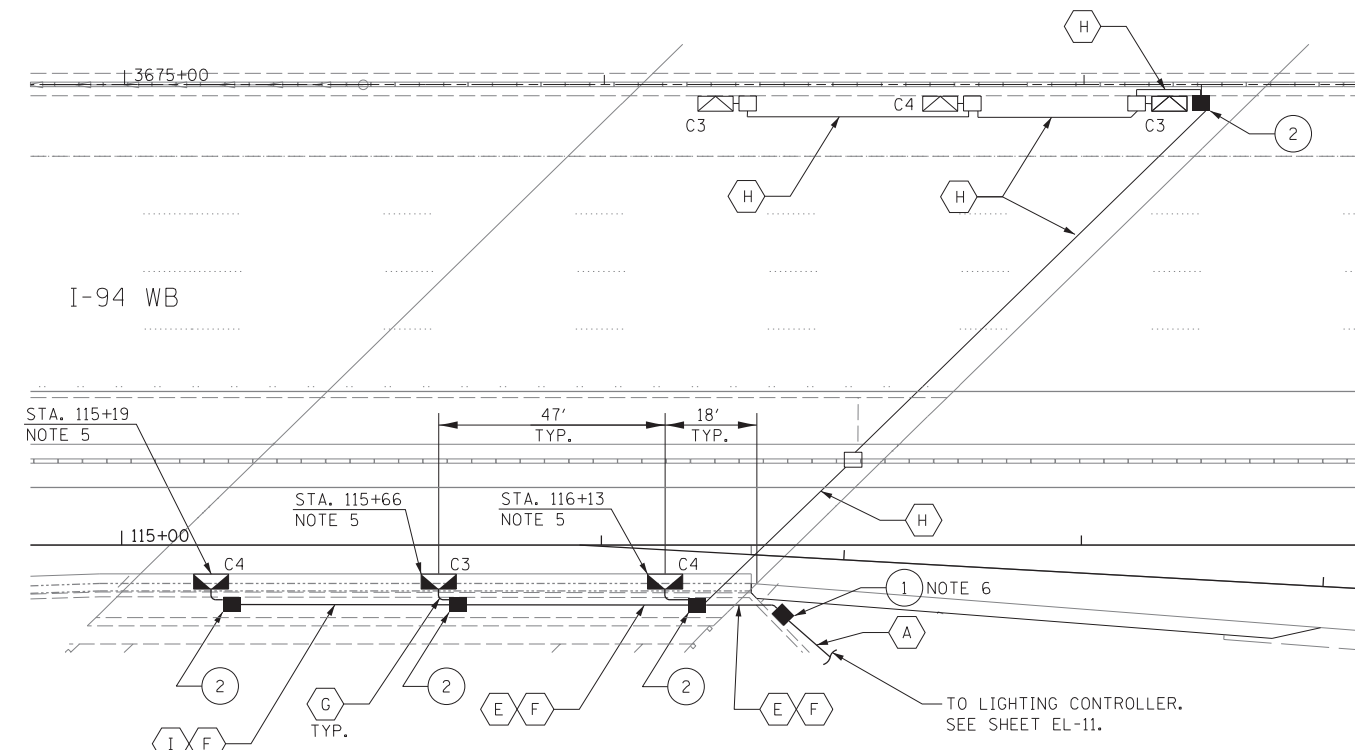 H
3675+00
C3
C4
C3
2
H
H
I-94 WB
STA. 115+19
NOTE 5
47'
TYP.
18'
TYP.
STA. 115+66
NOTE 5
STA. 116+13
NOTE 5
H
115+00
C4
C3
C4
1 NOTE 6
A
2
G
TYP.
2
E F
2
E F
TO LIGHTING CONTROLLER.
SEE SHEET EL-11.
I F